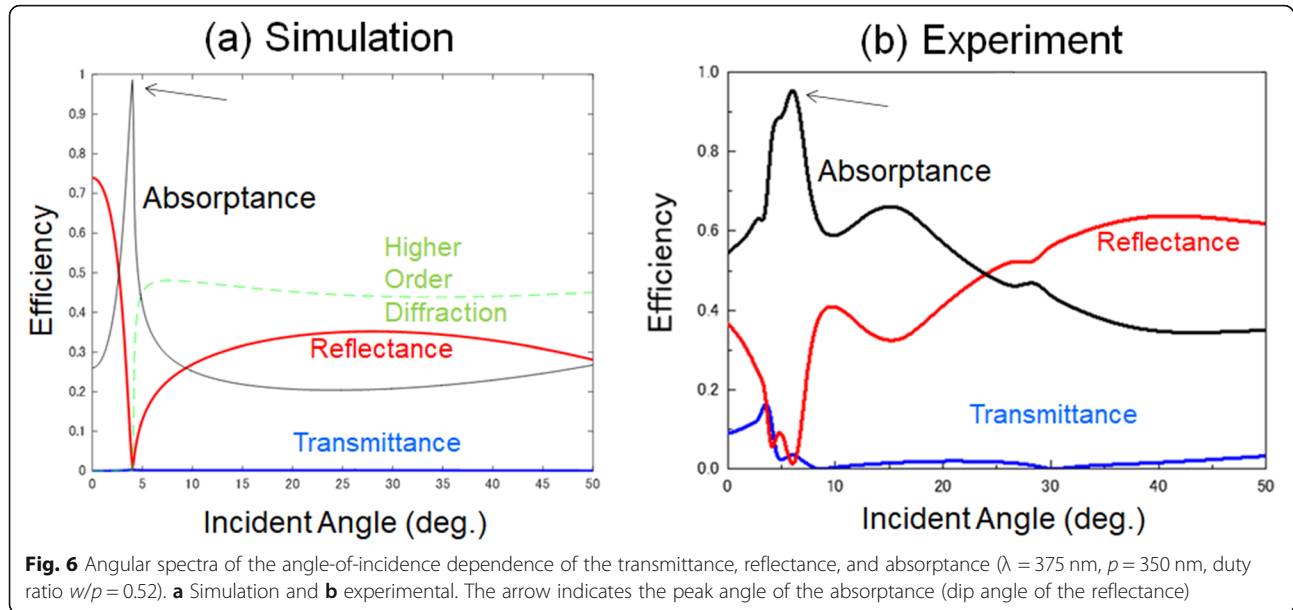 (a) Simulation
1
0.9
0.8
0.7
0.6
0.5
0.4
0.3
0.2
0.1
0
Efficiency
Absorptance
Higher
Order
Diffraction
Reflectance
Transmittance
0 5 10 15 20 25 30 35 40 45 50
Incident Angle (deg.)
(b) Experiment
1.0
0.8
0.6
0.4
0.2
0.0
Efficiency
Absorptance
Reflectance
Transmittance
0 10 20 30 40 50
Incident Angle (deg.)
Fig. 6 Angular spectra of the angle-of-incidence dependence of the transmittance, reflectance, and absorptance (λ = 375 nm, p = 350 nm, duty
ratio w/p = 0.52). a Simulation and b experimental. The arrow indicates the peak angle of the absorptance (dip angle of the reflectance)